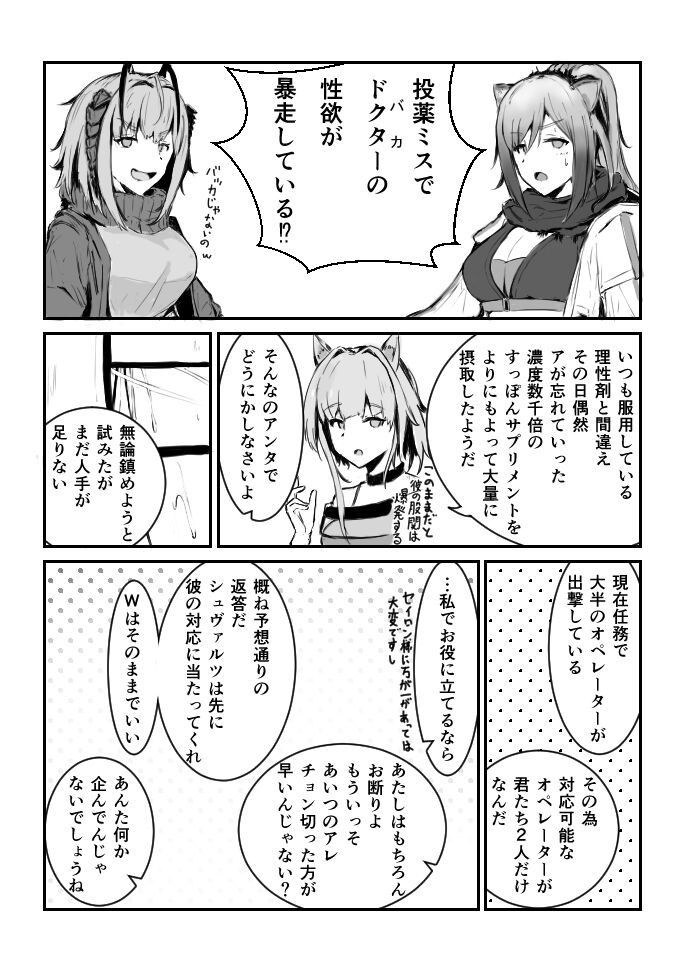 投薬ミスで
ドクターの
バカ
性欲が
暴走している!?
バッカじゃ
ないのw
いつも服用している
理性剤と間違え
その日偶然
アが忘れていった
濃度数千倍の
すっぽんサプリメントを
よりにもよって大量に
摂取したようだ
このままだと
彼の股間は
爆発する
そんなのアンタで
どうにかしなさいよ
無論鎮めようと
試みたが
まだ人手が
足りない
現在任務で
大半のオペレーターが
出撃している
その為
対応可能な
オペレーターが
君たち2人だけ
なんだ
…私でお役に立てるなら
セイロン様に万が一があっては
大変ですし
あたしはもちろん
お断りよ
もういっそ
あいつのアレ
チョン切った方が
早いんじゃない?
概ね予想通りの
返答だ
シュヴァルツは先に
彼の対応に当たってくれ
Wはそのままでいい
あんた何か
企んでんじゃ
ないでしょうね